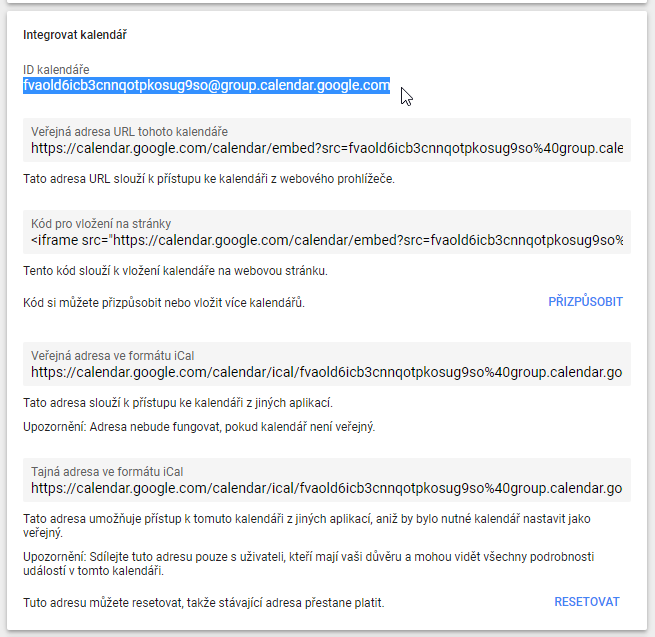 Integrovat kalendář
ID kalendáře
fvaold6icb3cnnqotpkosug9so@group.calendar.google.com
Veřejná adresa URL tohoto kalendáře
https://calendar.google.com/calendar/embed?src=fvaold6icb3cnnqotpkosug9so%40group.cale
Tato adresa URL slouží k přístupu ke kalendáři z webového prohlížeče.
Kód pro vložení na stránky
<iframe src="https://calendar.google.com/calendar/embed?src=fvaold6icb3cnnqotpkosug9so%
Tento kód slouží k vložení kalendáře na webovou stránku.
Kód si můžete přizpůsobit nebo vložit více kalendářů.
PŘIZPŮSOBIT
Veřejná adresa ve formátu iCal
https://calendar.google.com/calendar/ical/fvaold6icb3cnnqotpkosug9so%40group.calendar.go
Tato adresa slouží k přístupu ke kalendáři z jiných aplikací.
Upozornění: Adresa nebude fungovat, pokud kalendář není veřejný.
Tajná adresa ve formátu iCal
https://calendar.google.com/calendar/ical/fvaold6icb3cnnqotpkosug9so%40group.calendar.go
Tato adresa umožňuje přístup k tomuto kalendáři z jiných aplikací, aniž by bylo nutné kalendář nastavit jako
veřejný.
Upozornění: Sdílejte tuto adresu pouze s uživateli, kteří mají vaši důvěru a mohou vidět všechny podrobnosti
událostí v tomto kalendáři.
Tuto adresu můžete resetovat, takže stávající adresa přestane platit.
RESETOVAT